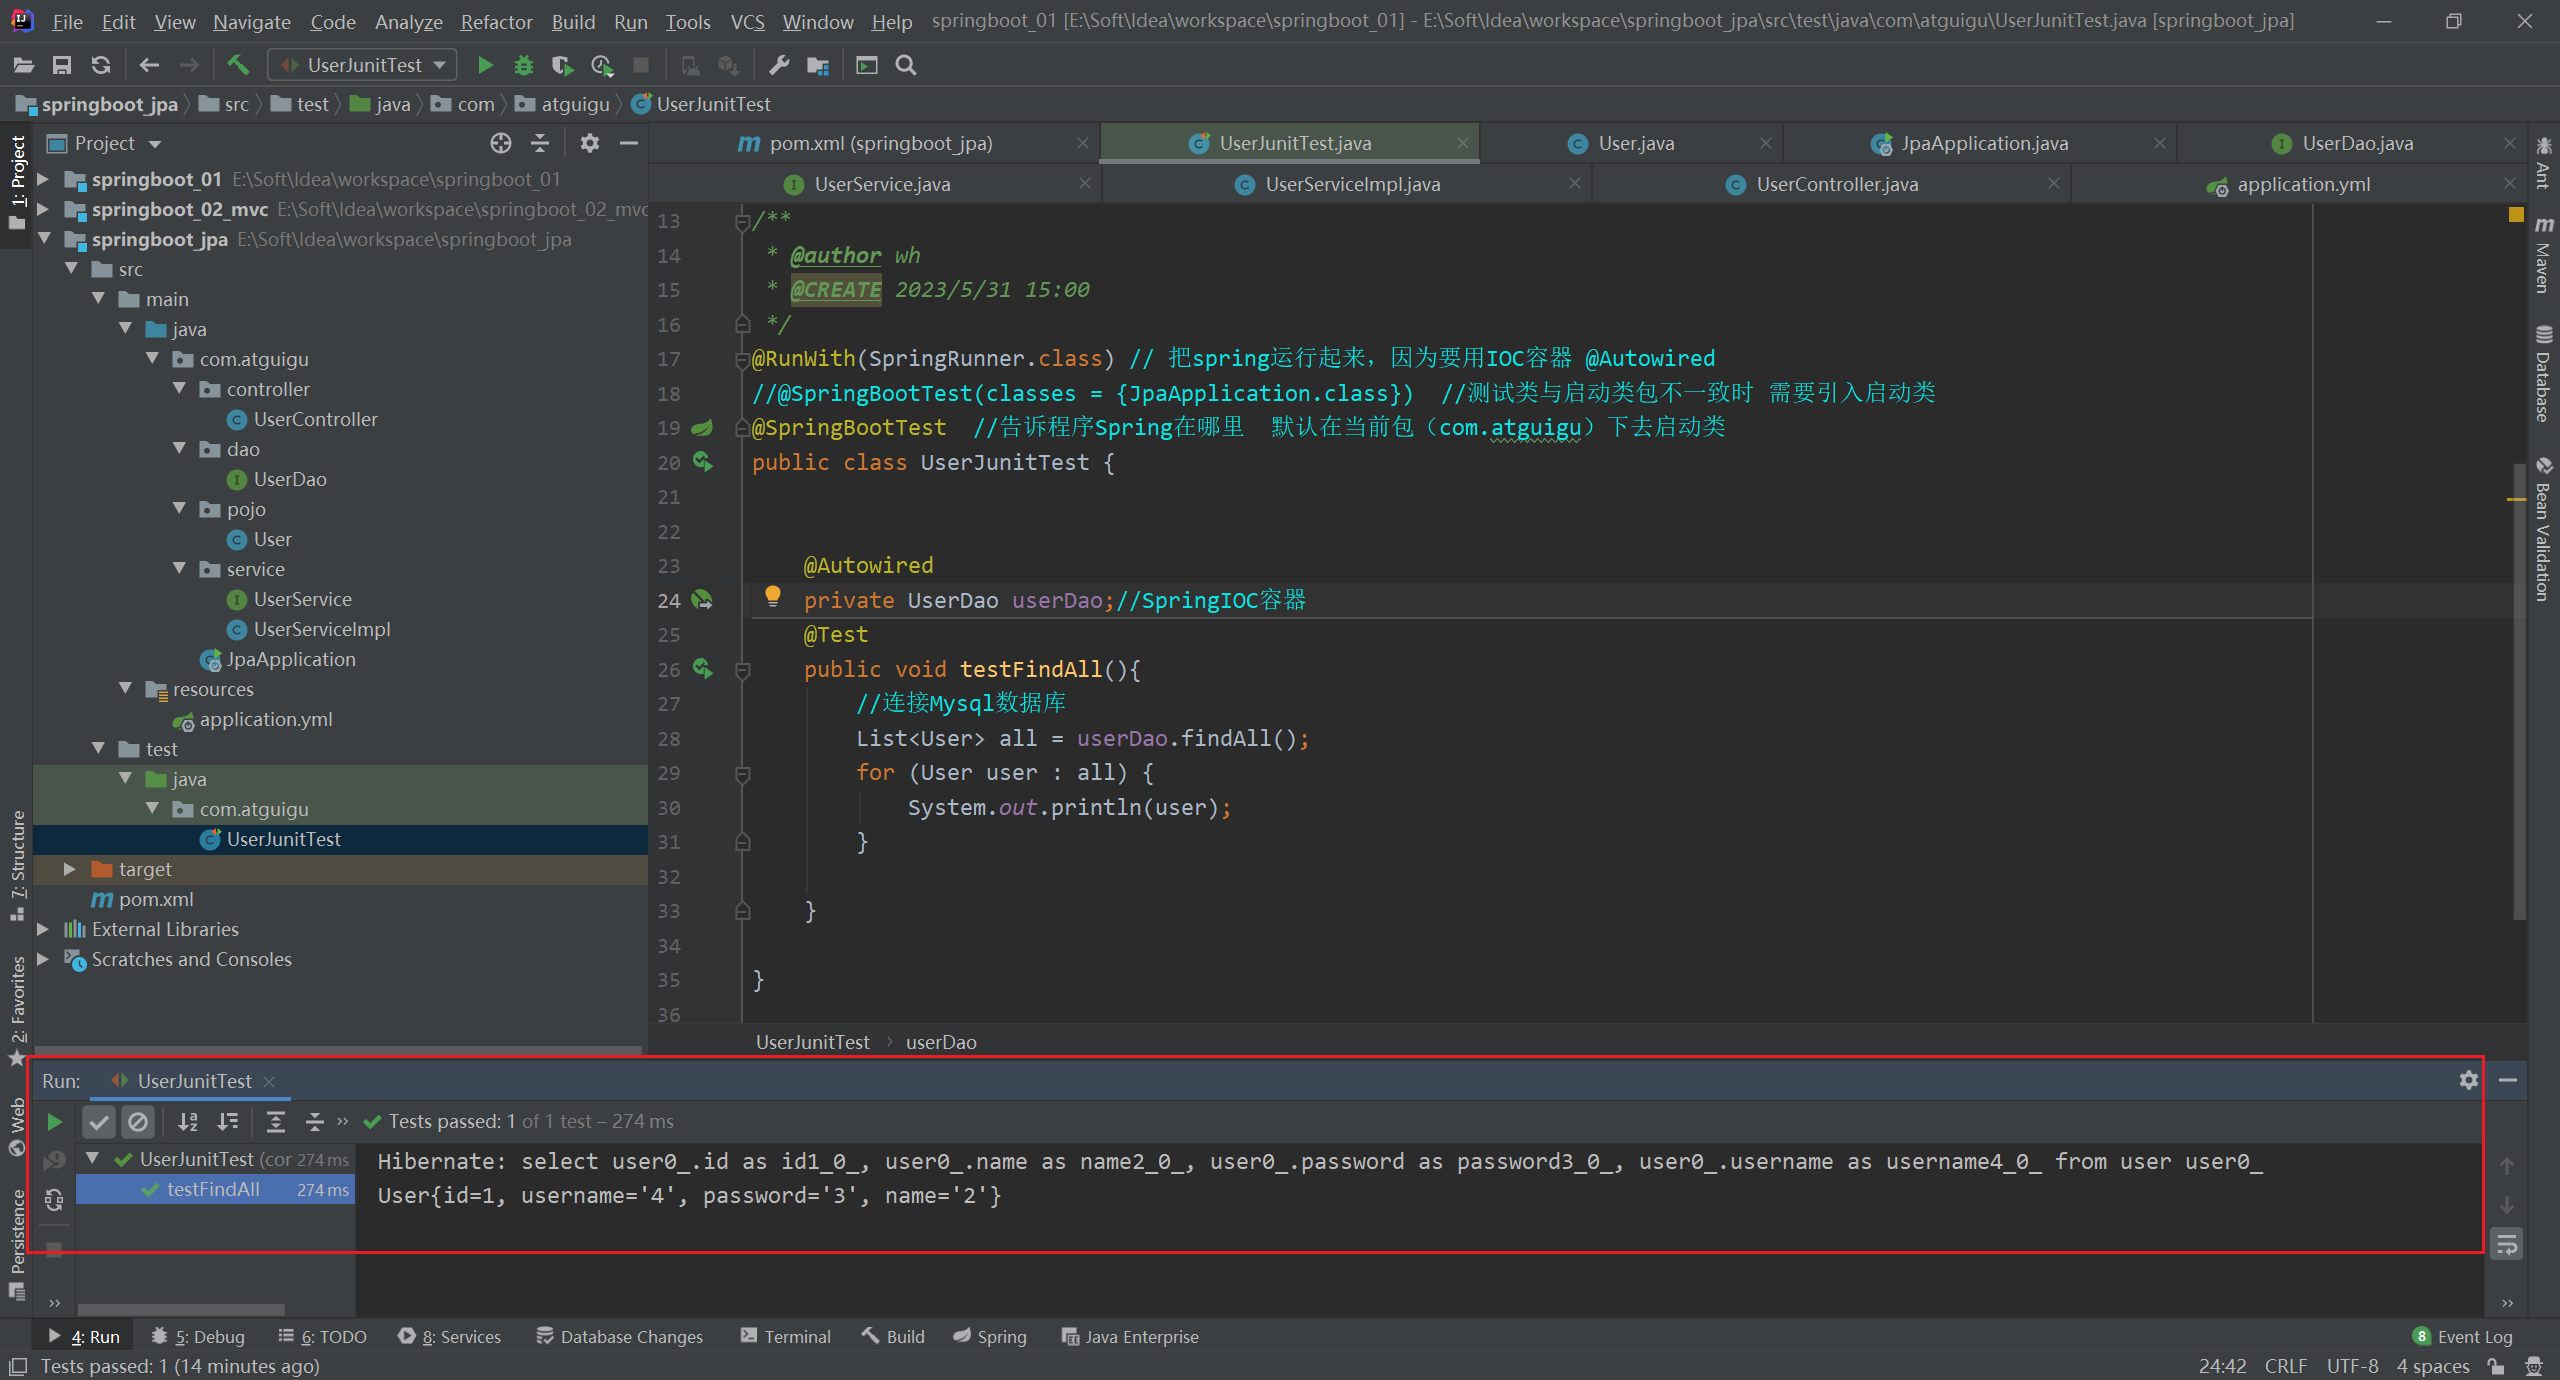 File Edit View Navigate Code Analyze Refactor Build Run Tools VCS Window Help springboot_01 [E:\Soft\Idea\workspace\springboot_01] - E:\Soft\Idea\workspace\springboot_jpa\src\test\java\com\atguigu\UserJunitTest.java [springboot_jpa]
UserJunitTest
springboot_jpa src test java com atguigu UserJunitTest
1: Project
7: Structure
2: Favorites
Web
Persistence
Project
springboot_01 E:\Soft\Idea\workspace\springboot_01
springboot_02_mvc E:\Soft\Idea\workspace\springboot_02_mvc
springboot_jpa E:\Soft\Idea\workspace\springboot_jpa
src
main
java
com.atguigu
controller
UserController
dao
UserDao
pojo
User
service
UserService
UserServiceImpl
JpaApplication
resources
application.yml
test
java
com.atguigu
UserJunitTest
target
pom.xml
External Libraries
Scratches and Consoles
pom.xml (springboot_jpa) UserJunitTest.java User.java JpaApplication.java UserDao.java
UserService.java UserServiceImpl.java UserController.java application.yml
13 /**
14 * @author wh
15 * @CREATE 2023/5/31 15:00
16 */
17 @RunWith(SpringRunner.class) // 把spring运行起来，因为要用IOC容器 @Autowired
18 //@SpringBootTest(classes = {JpaApplication.class}) //测试类与启动类包不一致时 需要引入启动类
19 @SpringBootTest //告诉程序Spring在哪里 默认在当前包（com.atguigu）下去启动类
20 public class UserJunitTest {
21
22
23 @Autowired
24 private UserDao userDao;//SpringIOC容器
25 @Test
26 public void testFindAll(){
27 //连接Mysql数据库
28 List<User> all = userDao.findAll();
29 for (User user : all) {
30 System.out.println(user);
31 }
32
33 }
34
35 }
36
UserJunitTest › userDao
Ant
Maven
Database
Bean Validation
Run: UserJunitTest
Tests passed: 1 of 1 test – 274 ms
UserJunitTest (cor 274 ms
testFindAll 274 ms
Hibernate: select user0_.id as id1_0_, user0_.name as name2_0_, user0_.password as password3_0_, user0_.username as username4_0_ from user user0_
User{id=1, username='4', password='3', name='2'}
4: Run 5: Debug 6: TODO 8: Services Database Changes Terminal Build Spring Java Enterprise 8 Event Log
Tests passed: 1 (14 minutes ago) 24:42 CRLF UTF-8 4 spaces